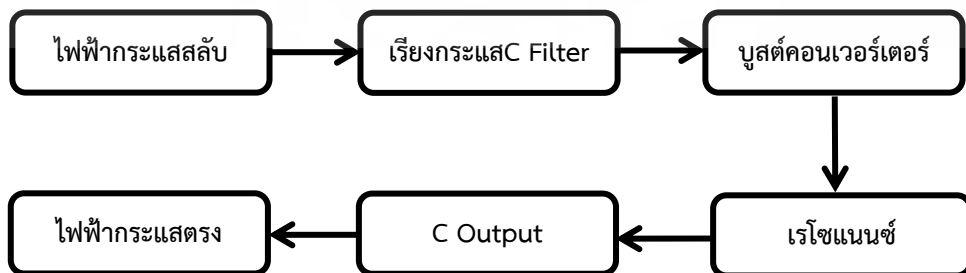 ไฟฟ้ากระแสสลับ
เรียงกระแสC Filter
บูสต์คอนเวอร์เตอร์
เรโซแนนซ์
C Output
ไฟฟ้ากระแสตรง